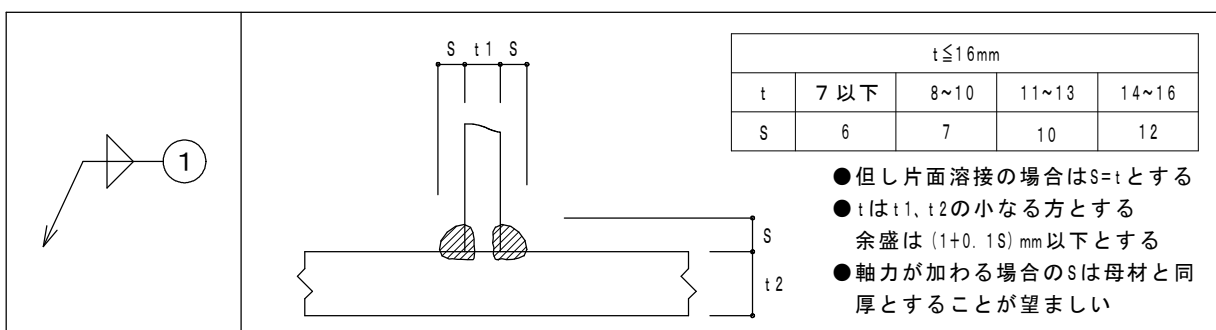 ①
S t1 S
S
t2
t≦16mm
t 7以下 8~10 11~13 14~16
S 6 7 10 12
●但し片面溶接の場合はS=tとする
●tはt1、t2の小なる方とする
余盛は(1+0.1S)mm以下とする
●軸力が加わる場合のSは母材と同
厚とすることが望ましい